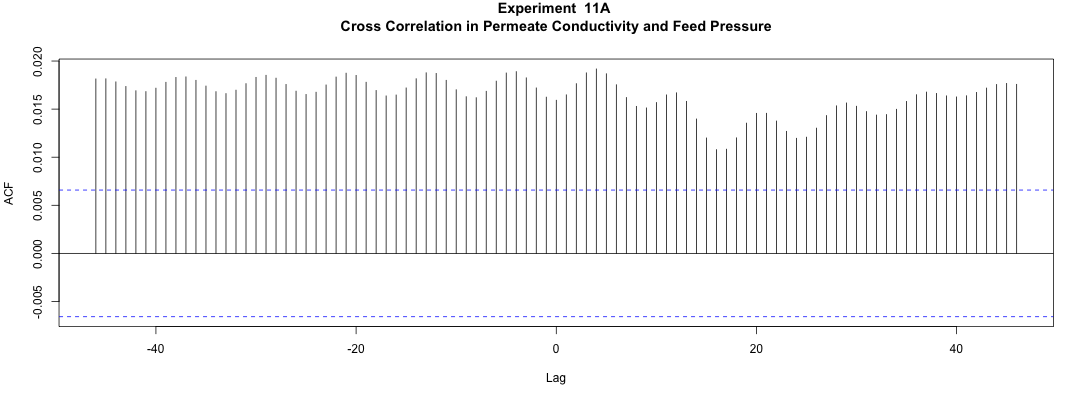 Experiment  11A
Cross Correlation in Permeate Conductivity and Feed Pressure
ACF
0.020
0.015
0.010
0.005
0.000
-0.005
-40 -20 0 20 40
Lag